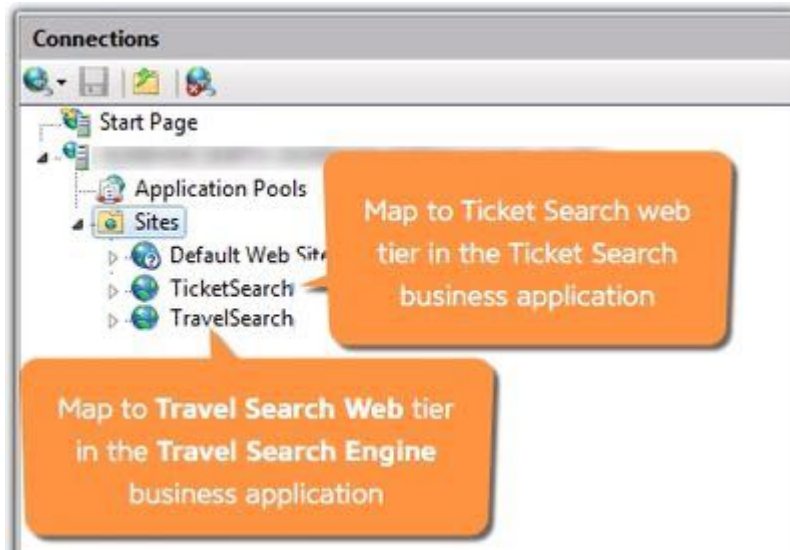 Connections
Start Page
Application Pools
Sites
Default Web Site
TicketSearch
TravelSearch
Map to Ticket Search web
tier in the Ticket Search
business application
Map to Travel Search Web tier
in the Travel Search Engine
business application